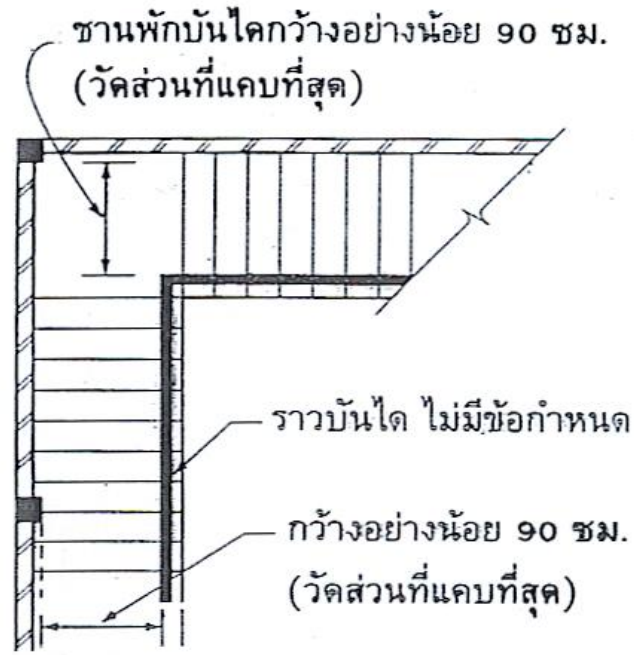 ชานพักบันไดกว้างอย่างน้อย 90 ซม.
(วัดส่วนที่แคบที่สุด)
ราวบันได ไม่มีข้อกำหนด
กว้างอย่างน้อย 90 ซม.
(วัดส่วนที่แคบที่สุด)